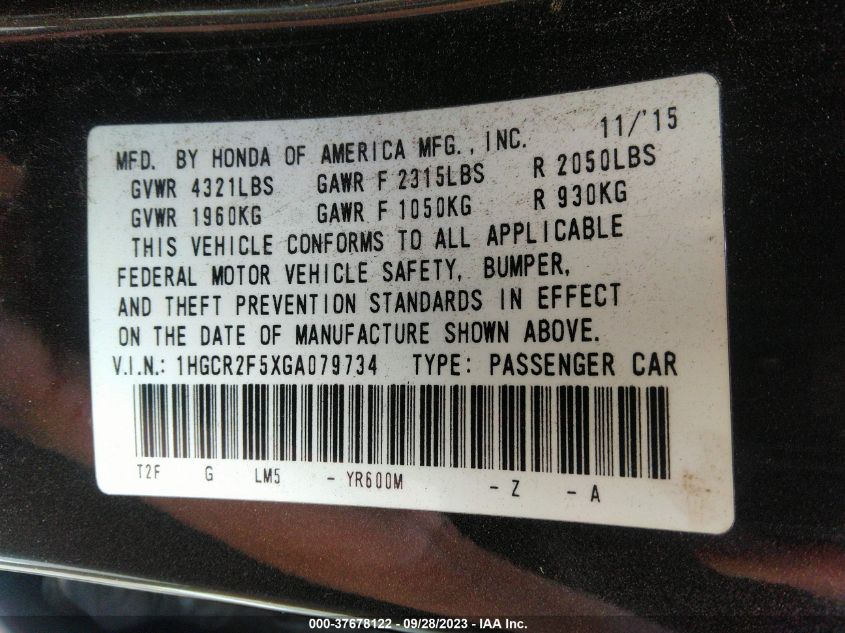 MFD. BY HONDA OF AMERICA MFG., INC. 11/'15
GVWR 4321LBS GAWR F 2315LBS R 2050LBS
GVWR 1960KG GAWR F 1050KG R 930KG
THIS VEHICLE CONFORMS TO ALL APPLICABLE
FEDERAL MOTOR VEHICLE SAFETY, BUMPER,
AND THEFT PREVENTION STANDARDS IN EFFECT
ON THE DATE OF MANUFACTURE SHOWN ABOVE.
V.I.N.: 1HGCR2F5XGA079734 TYPE: PASSENGER CAR
T2F G LM5 - YR600M - Z - A
000-37678122 - 09/28/2023 - IAA Inc.